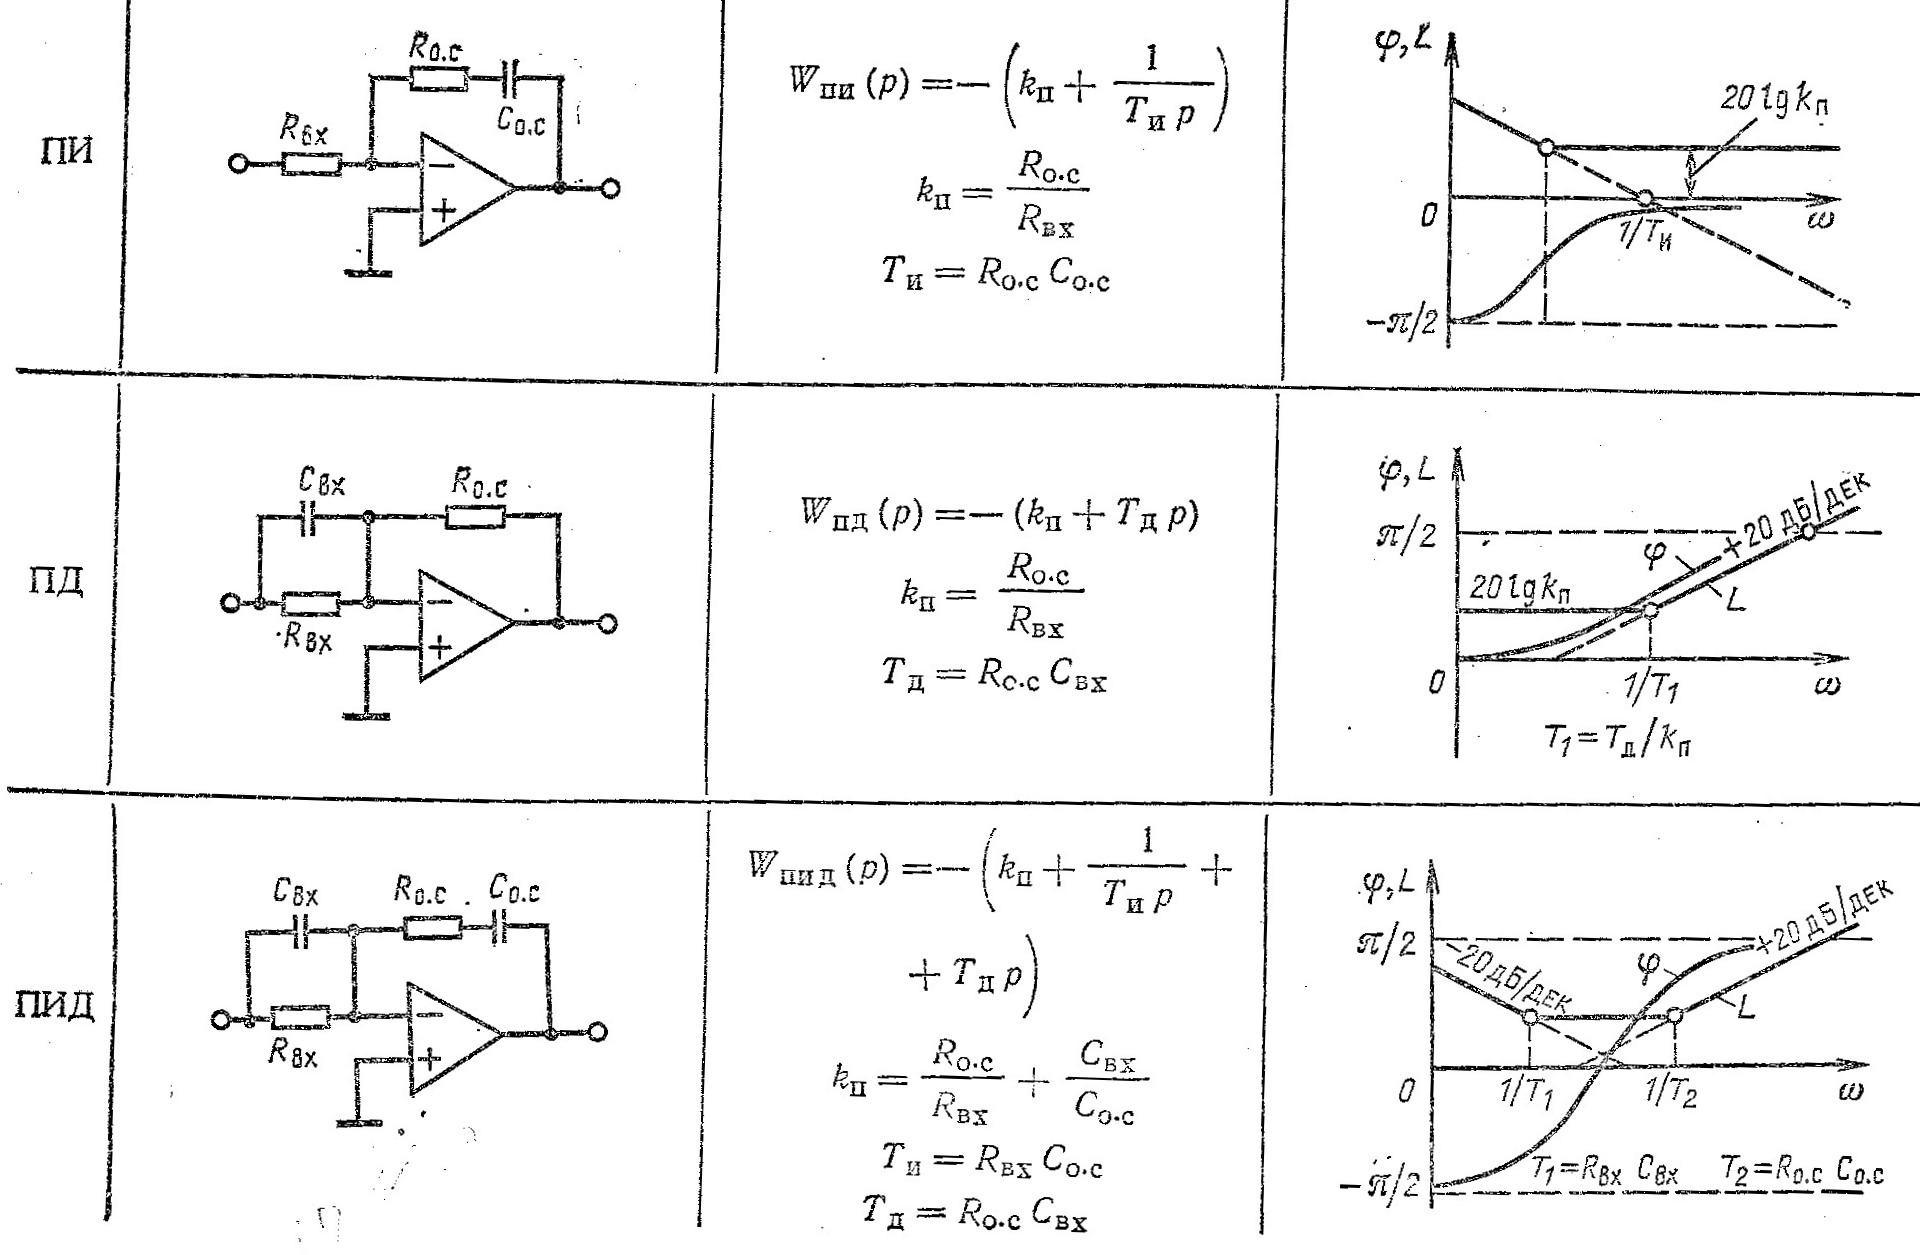 ПИ
Rо.с
Cо.с
Rвх
−
+
Wпи (p) = − (kп + 1 / Tи p)
kп = Rо.с / Rвх
Tи = Rо.с Cо.с
φ, L
20 lg kп
0
1/Tи
ω
−π/2
ПД
Cвх
Rо.с
Rвх
−
+
Wпд (p) = − (kп + Tд p)
kп = Rо.с / Rвх
Tд = Rо.с Cвх
φ, L
π/2
+20 дБ/дек
φ
20 lg kп
L
0
1/T1
ω
T1 = Tд/kп
ПИД
Cвх
Rо.с
Cо.с
Rвх
−
+
Wпид (p) = − (kп + 1 / Tи p +
+ Tд p)
kп = Rо.с / Rвх + Cвх / Cо.с
Tи = Rвх Cо.с
Tд = Rо.с Cвх
φ, L
π/2
−20 дБ/дек
φ
+20 дБ/дек
L
0
1/T1
1/T2
ω
−π/2
T1 = Rвх Cвх T2 = Rо.с Cо.с